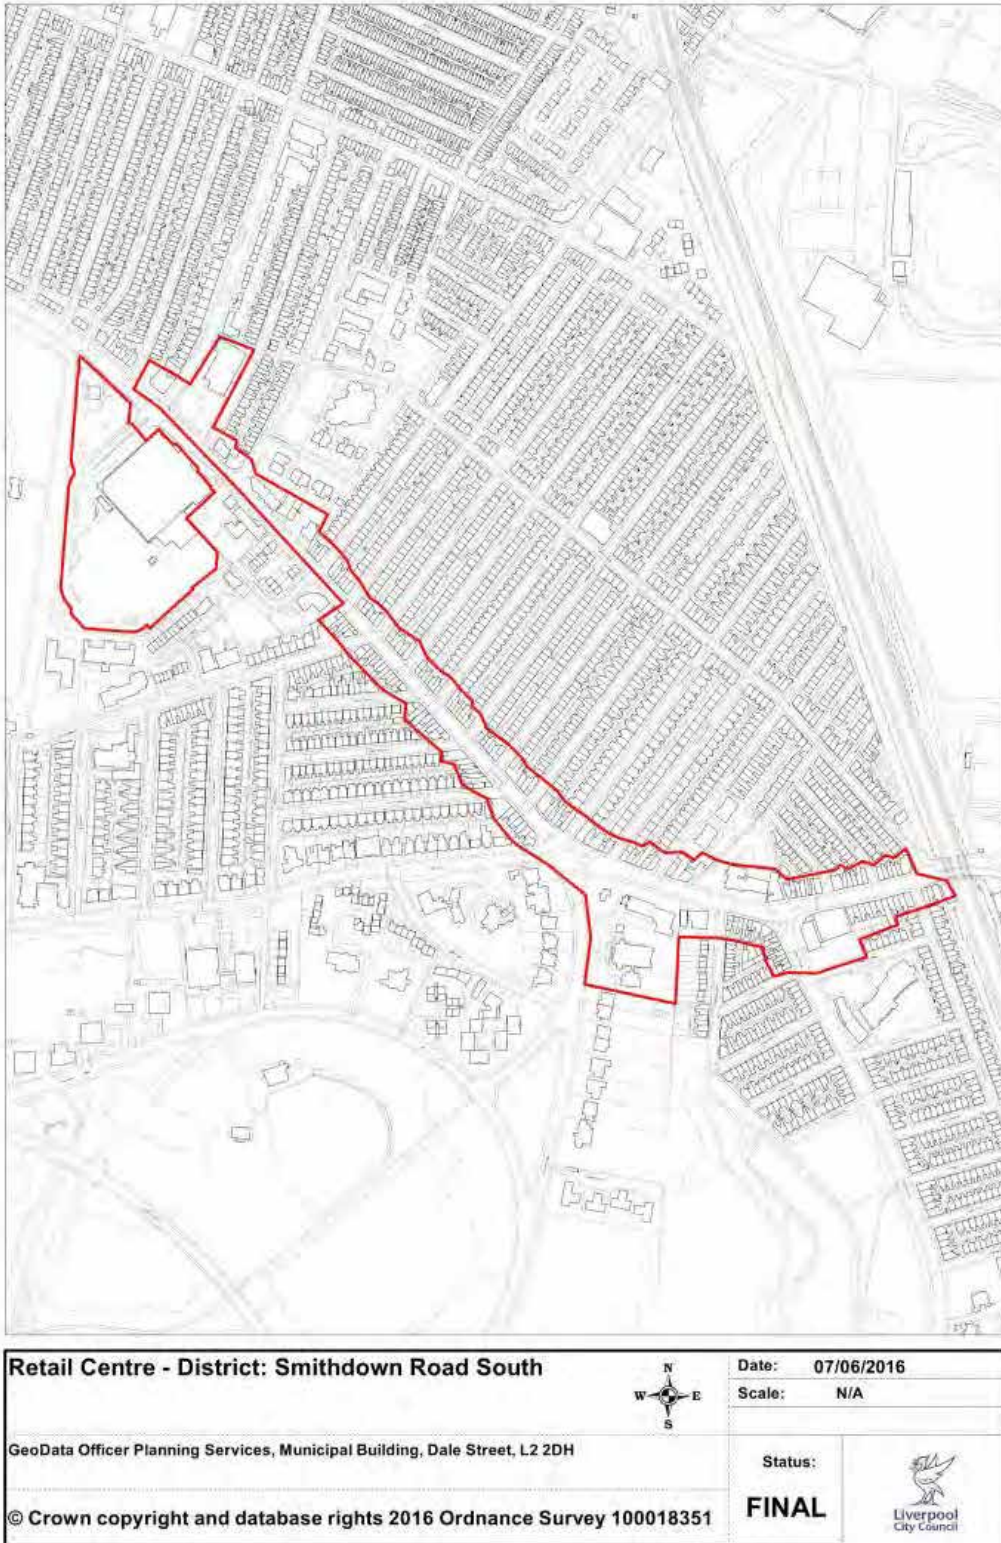 Retail Centre - District: Smithdown Road South
N
W E
S
Date: 07/06/2016
Scale: N/A
GeoData Officer Planning Services, Municipal Building, Dale Street, L2 2DH
Status:
FINAL
Liverpool
City Council
© Crown copyright and database rights 2016 Ordnance Survey 100018351